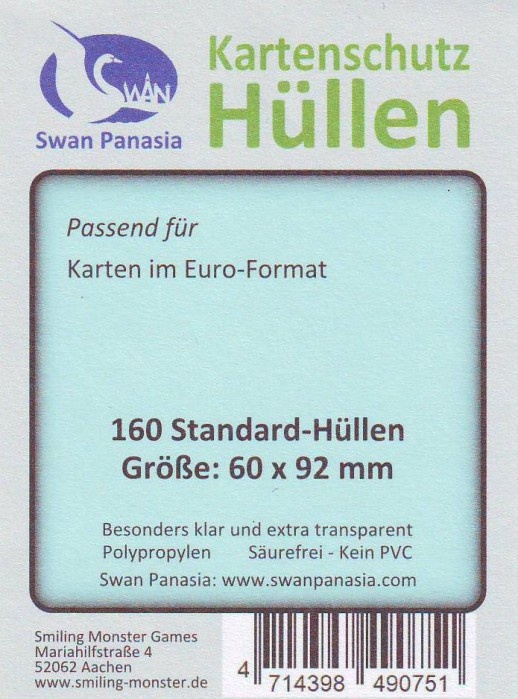 SWAN
Swan Panasia
Kartenschutz
Hüllen
Passend für
Karten im Euro-Format
160 Standard-Hüllen
Größe: 60 x 92 mm
Besonders klar und extra transparent
Polypropylen Säurefrei - Kein PVC
Swan Panasia: www.swanpanasia.com
Smiling Monster Games
Mariahilfstraße 4
52062 Aachen
www.smiling-monster.de
4 714398 490751